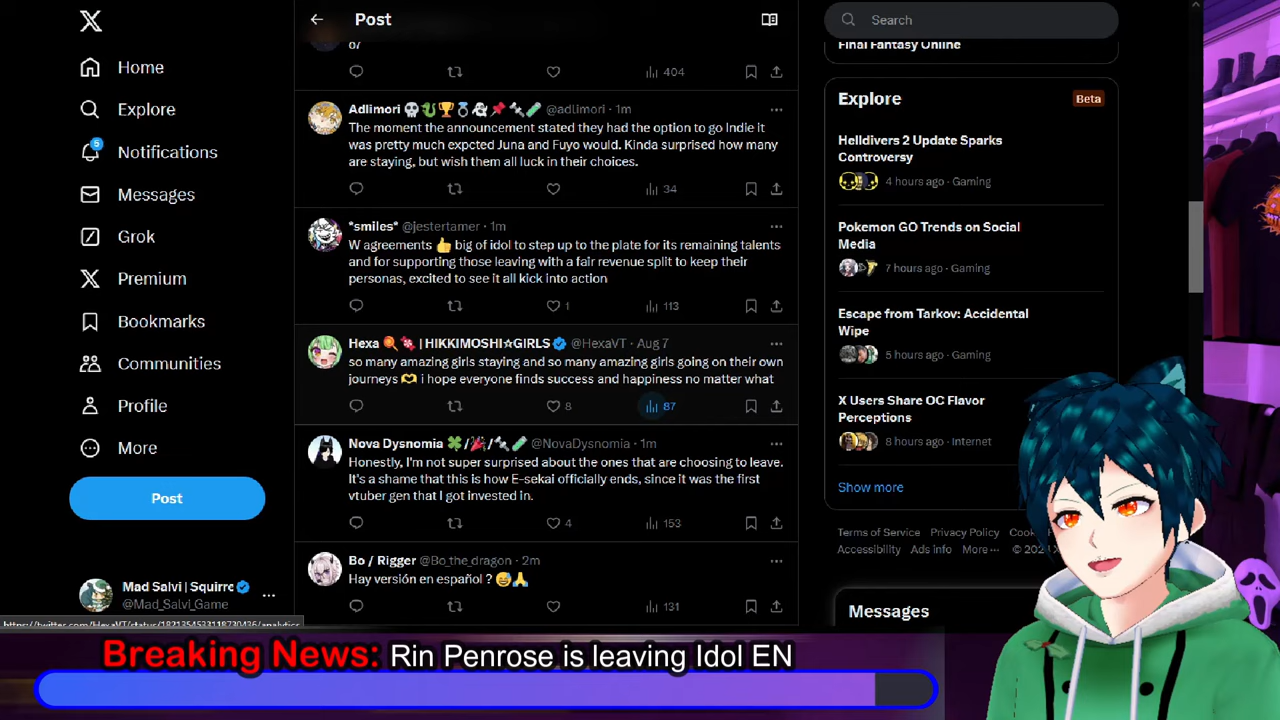 Post
Search
Home
Explore
5
Notifications
Messages
Grok
Premium
Bookmarks
Communities
Profile
More
Post
Mad Salvi | Squirrc
@Mad_Salvi_Game
o7
404
Adlimori @adlimori · 1m
The moment the announcement stated they had the option to go Indie it
was pretty much expcted Juna and Fuyo would. Kinda surprised how many
are staying, but wish them all luck in their choices.
34
*smiles* @jestertamer · 1m
W agreements 👍 big of idol to step up to the plate for its remaining talents
and for supporting those leaving with a fair revenue split to keep their
personas, excited to see it all kick into action
1
113
Hexa | HIKKIMOSHI☆GIRLS @HexaVT · Aug 7
so many amazing girls staying and so many amazing girls going on their own
journeys 🫶 i hope everyone finds success and happiness no matter what
8
87
Nova Dysnomia @NovaDysnomia · 1m
Honestly, I'm not super surprised about the ones that are choosing to leave.
It's a shame that this is how E-sekai officially ends, since it was the first
vtuber gen that I got invested in.
4
153
Bo / Rigger @Bo_the_dragon · 2m
Hay versión en español ? 😅🙏
131
Final Fantasy Online
Explore
Beta
Helldivers 2 Update Sparks
Controversy
4 hours ago · Gaming
Pokemon GO Trends on Social
Media
7 hours ago · Gaming
Escape from Tarkov: Accidental
Wipe
5 hours ago · Gaming
X Users Share OC Flavor
Perceptions
8 hours ago · Internet
Show more
Terms of Service Privacy Policy
Accessibility Ads info More ···
Messages
Breaking News: Rin Penrose is leaving Idol EN